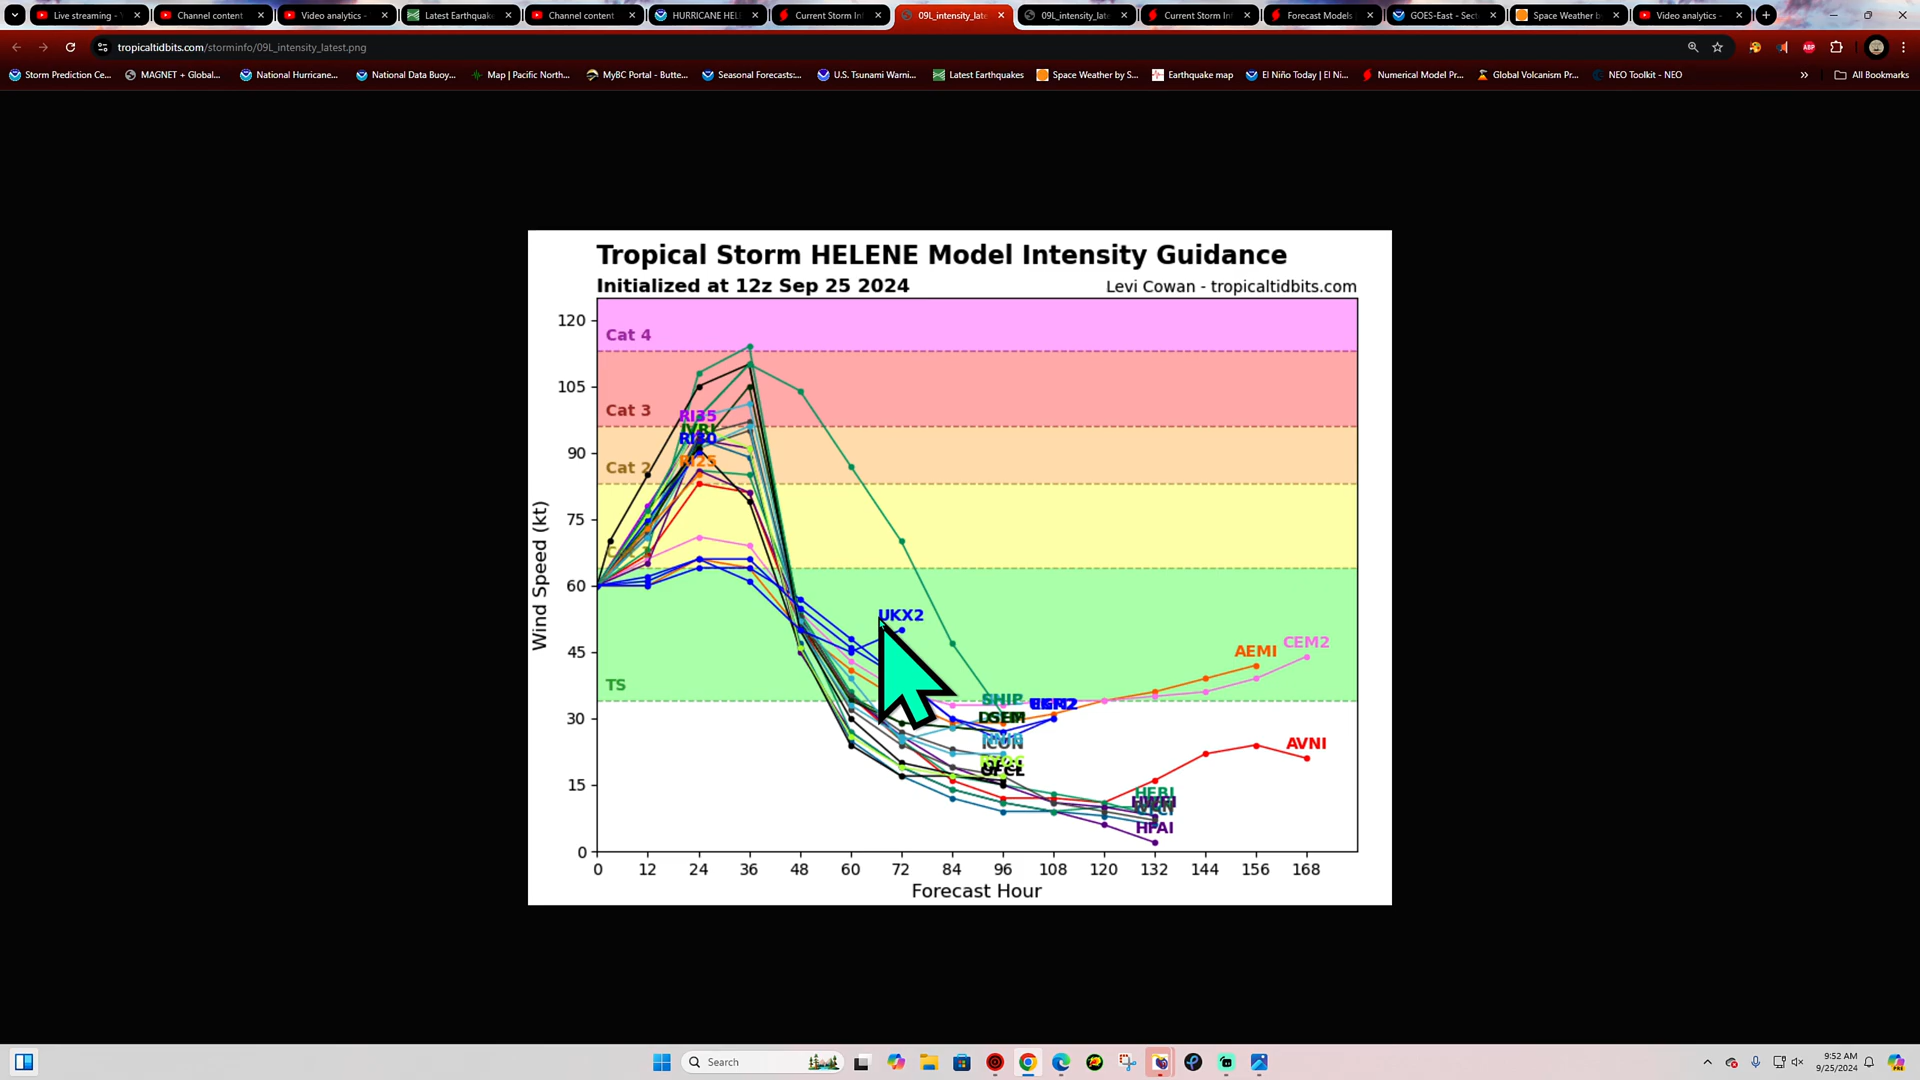 Live streaming - Y
Channel content
Video analytics -
Latest Earthquake
Channel content
HURRICANE HEL
Current Storm Inf
09L_intensity_late
09L_intensity_late
Current Storm Inf
Forecast Models
GOES-East - Sect
Space Weather b
Video analytics -
tropicaltidbits.com/storminfo/09L_intensity_latest.png
Storm Prediction Ce...
MAGNET + Global...
National Hurricane...
National Data Buoy...
Map | Pacific North...
MyBC Portal - Butte...
Seasonal Forecasts:...
U.S. Tsunami Warni...
Latest Earthquakes
Space Weather by S...
Earthquake map
El Niño Today | El Ni...
Numerical Model Pr...
Global Volcanism Pr...
NEO Toolkit - NEO
All Bookmarks
Tropical Storm HELENE Model Intensity Guidance
Initialized at 12z Sep 25 2024
Levi Cowan - tropicaltidbits.com
120
105
90
75
60
45
30
15
0
Wind Speed (kt)
Cat 4
Cat 3
Cat 2
TS
RI35
IVRI
RI30
RI25
UKX2
AEMI
CEM2
SHIP
DSEM
ICON
AVNI
HEBI
HWFI
HFAI
0 12 24 36 48 60 72 84 96 108 120 132 144 156 168
Forecast Hour
Search
9:52 AM
9/25/2024